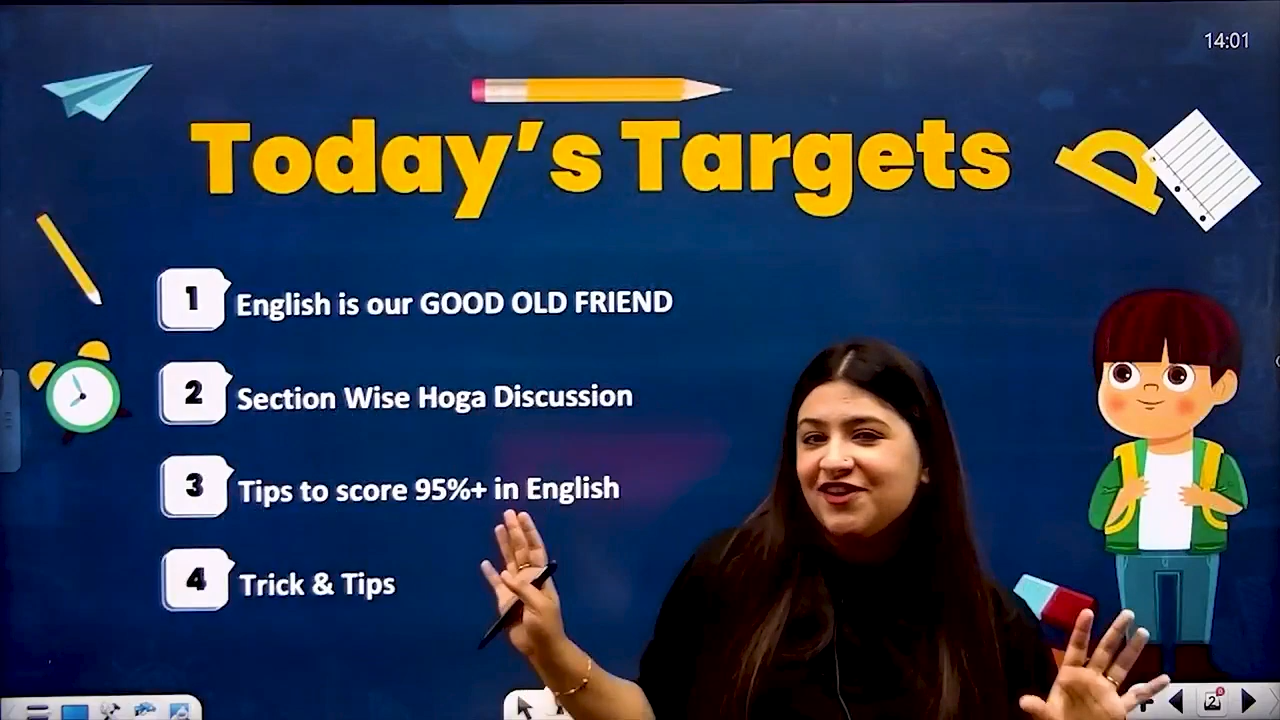 14:01
Today's Targets
1 English is our GOOD OLD FRIEND
2 Section Wise Hoga Discussion
3 Tips to score 95%+ in English
4 Trick & Tips
2